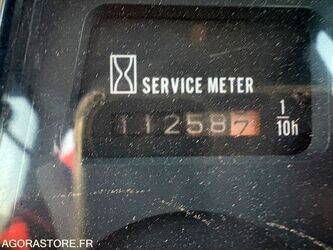 SERVICE METER
112587
1/10h
AGORASTORE.FR